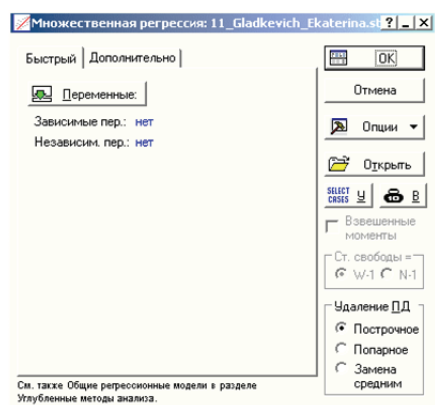 Множественная регрессия: 11_Gladkevich_Ekaterina.st
Быстрый Дополнительно
Переменные:
Зависимые пер.: нет
Независим. пер.: нет
OK
Отмена
Опции
Открыть
SELECT CASES У В
Взвешенные
моменты
Ст. свободы =
W-1 N-1
Удаление ПД
Построчное
Попарное
Замена
средним
См. также Общие регрессионные модели в разделе
Углубленные методы анализа.